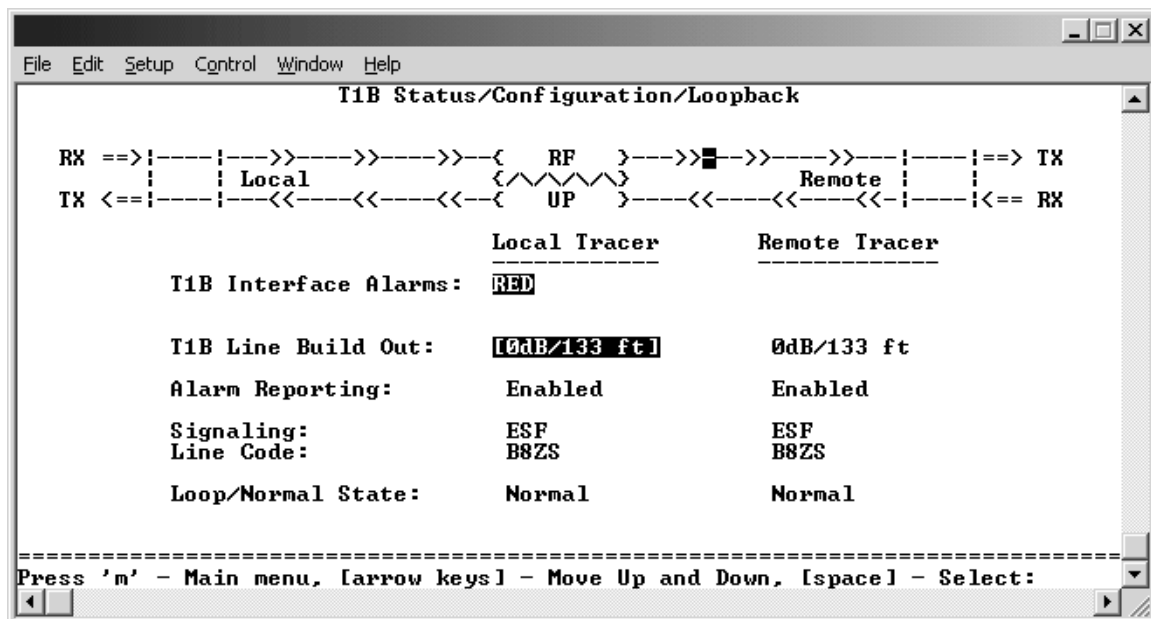 File Edit Setup Control Window Help
T1B Status/Configuration/Loopback
RX ==>|----|--->>---->>---->>--{ RF }--->>---->>---->>---|----|==> TX
| | Local {/\/\/\/\} Remote | |
TX <==|----|---<<----<<----<<--{ UP }----<<----<<----<<-|----|<== RX
Local Tracer Remote Tracer
------------ -------------
T1B Interface Alarms: RED
T1B Line Build Out: [0dB/133 ft] 0dB/133 ft
Alarm Reporting: Enabled Enabled
Signaling: ESF ESF
Line Code: B8ZS B8ZS
Loop/Normal State: Normal Normal
================================================================================
Press 'm' - Main menu, [arrow keys] - Move Up and Down, [space] - Select: